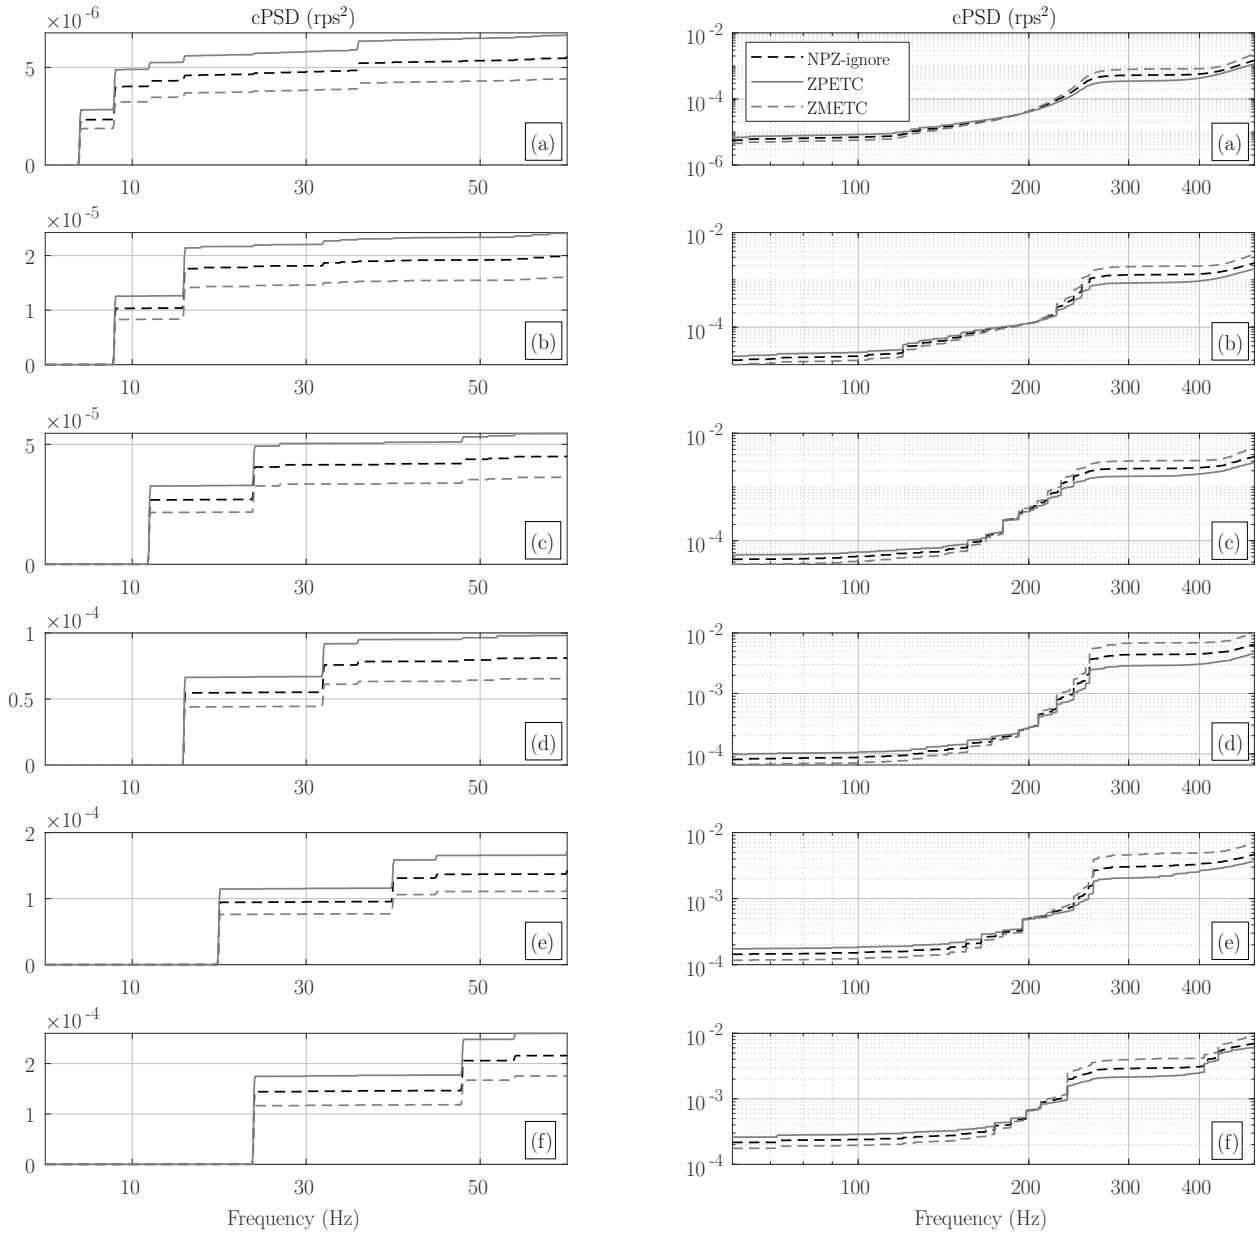 cPSD (rps²)
×10⁻⁶
5
0
10 30 50
(a)
×10⁻⁵
2
1
0
10 30 50
(b)
×10⁻⁵
5
0
10 30 50
(c)
×10⁻⁴
1
0.5
0
10 30 50
(d)
×10⁻⁴
2
1
0
10 30 50
(e)
×10⁻⁴
2
1
0
10 30 50
(f)
Frequency (Hz)
cPSD (rps²)
NPZ-ignore
ZPETC
ZMETC
10⁻²
10⁻⁴
10⁻⁶
100 200 300 400
(a)
10⁻²
10⁻⁴
100 200 300 400
(b)
10⁻²
10⁻⁴
100 200 300 400
(c)
10⁻²
10⁻³
10⁻⁴
100 200 300 400
(d)
10⁻²
10⁻³
10⁻⁴
100 200 300 400
(e)
10⁻²
10⁻³
10⁻⁴
100 200 300 400
(f)
Frequency (Hz)